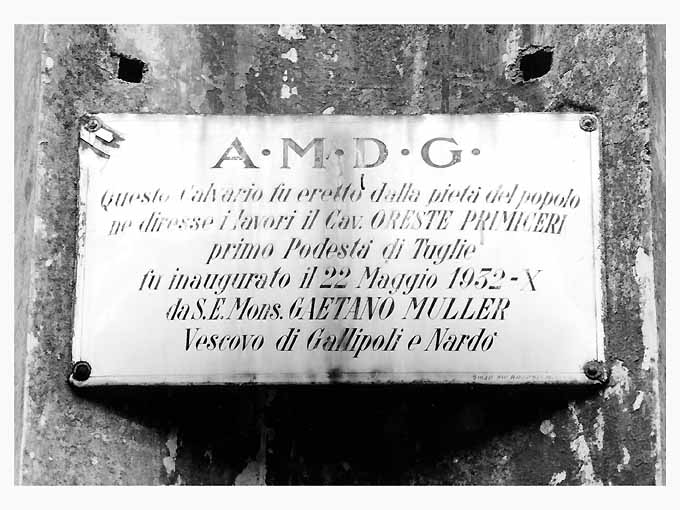 A·M·D·G·
Questo Calvario fu eretto dalla pietà del popolo
ne diresse i lavori il Cav. ORESTE PRIMICERI
primo Podestà di Tuglie
fu inaugurato il 22 Maggio 1932-X
da S.E. Mons. GAETANO MULLER
Vescovo di Gallipoli e Nardò